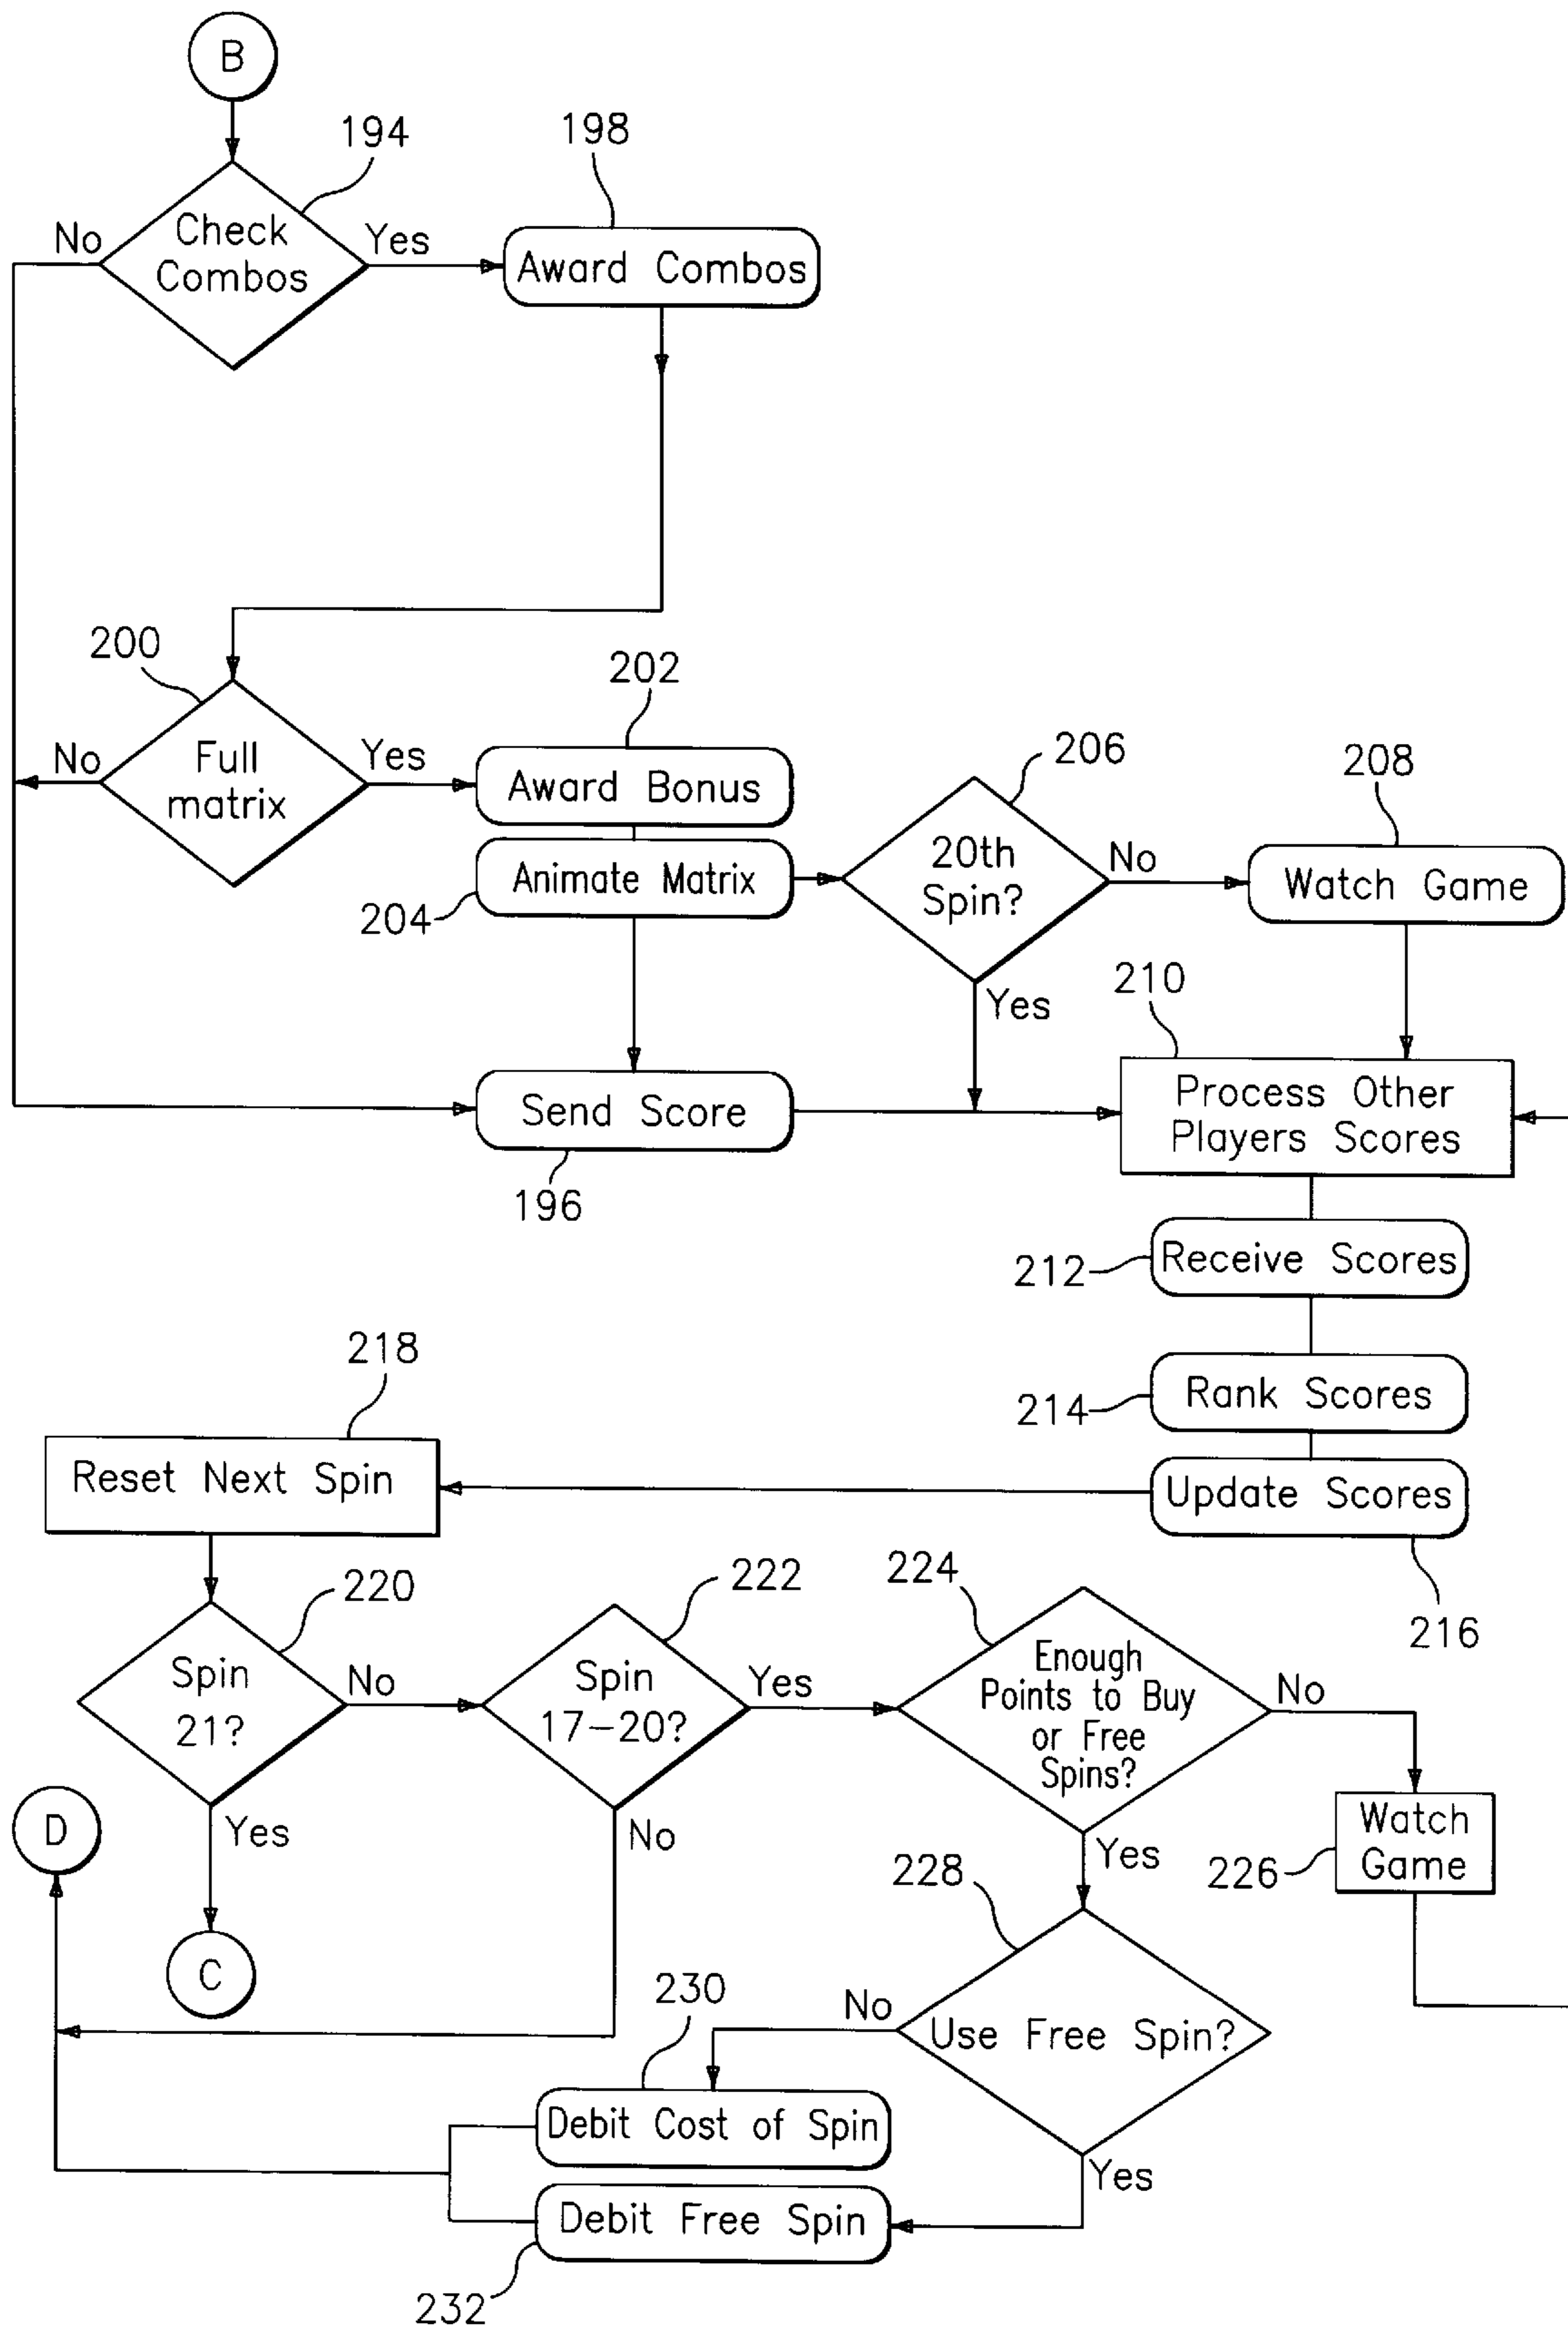 B
194
198
No
Check
Combos
Yes
Award Combos
200
202
206
208
No
Full
matrix
Yes
Award Bonus
20th
Spin?
No
Watch Game
Animate Matrix
204
Yes
210
Process Other
Players Scores
Send Score
196
212
Receive Scores
218
214
Rank Scores
Reset Next Spin
Update Scores
216
220
222
224
Spin
21?
No
Spin
17-20?
Yes
Enough
Points to Buy
or Free
Spins?
No
D
Yes
No
Yes
Watch
Game
226
228
C
230
No
Use Free Spin?
Debit Cost of Spin
Yes
Debit Free Spin
232